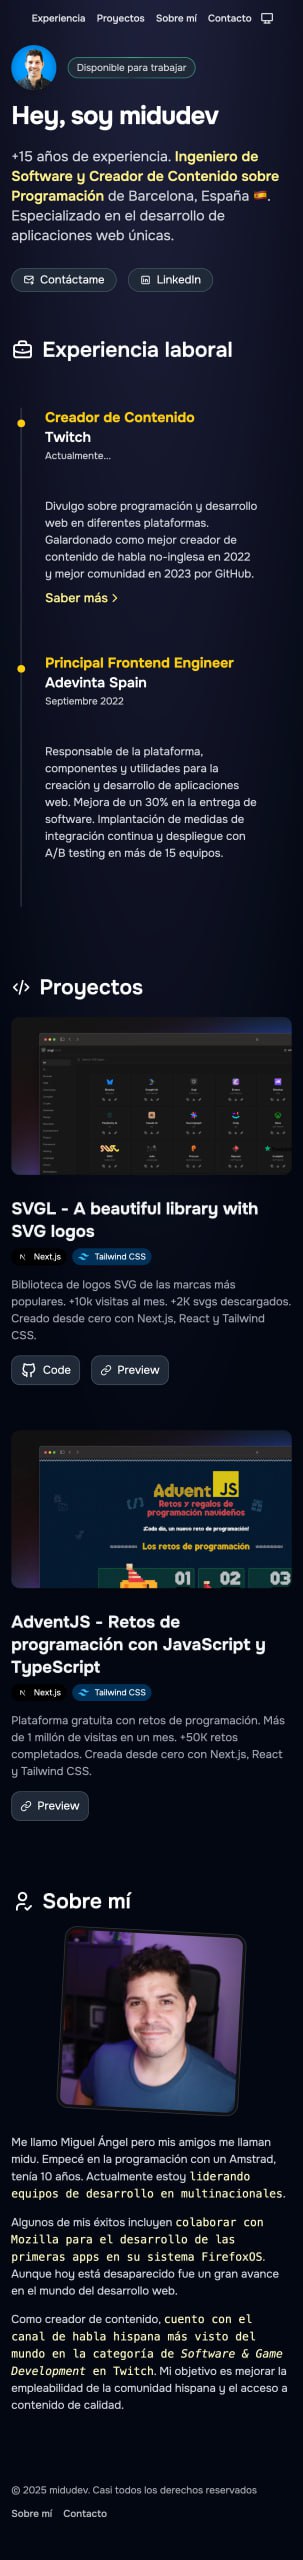 Experiencia Proyectos Sobre mí Contacto
Disponible para trabajar
Hey, soy midudev
+15 años de experiencia. Ingeniero de
Software y Creador de Contenido sobre
Programación de Barcelona, España 🇪🇸.
Especializado en el desarrollo de
aplicaciones web únicas.
Contáctame LinkedIn
Experiencia laboral
Creador de Contenido
Twitch
Actualmente...
Divulgo sobre programación y desarrollo
web en diferentes plataformas.
Galardonado como mejor creador de
contenido de habla no-inglesa en 2022
y mejor comunidad en 2023 por GitHub.
Saber más >
Principal Frontend Engineer
Adevinta Spain
Septiembre 2022
Responsable de la plataforma,
componentes y utilidades para la
creación y desarrollo de aplicaciones
web. Mejora de un 30% en la entrega de
software. Implantación de medidas de
integración continua y despliegue con
A/B testing en más de 15 equipos.
Proyectos
SVGL - A beautiful library with
SVG logos
Next.js Tailwind CSS
Biblioteca de logos SVG de las marcas más
populares. +10k visitas al mes. +2K svgs descargados.
Creado desde cero con Next.js, React y Tailwind
CSS.
Code Preview
Advent JS
Retos y regalos de
programación navideños
¡Cada día, un nuevo reto de programación!
Los retos de programación
01 02 03
AdventJS - Retos de
programación con JavaScript y
TypeScript
Next.js Tailwind CSS
Plataforma gratuita con retos de programación. Más
de 1 millón de visitas en un mes. +50K retos
completados. Creada desde cero con Next.js, React
y Tailwind CSS.
Preview
Sobre mí
Me llamo Miguel Ángel pero mis amigos me llaman
midu. Empecé en la programación con un Amstrad,
tenía 10 años. Actualmente estoy liderando
equipos de desarrollo en multinacionales.
Algunos de mis éxitos incluyen colaborar con
Mozilla para el desarrollo de las
primeras apps en su sistema FirefoxOS.
Aunque hoy está desaparecido fue un gran avance
en el mundo del desarrollo web.
Como creador de contenido, cuento con el
canal de habla hispana más visto del
mundo en la categoría de Software & Game
Development en Twitch. Mi objetivo es mejorar la
empleabilidad de la comunidad hispana y el acceso a
contenido de calidad.
© 2025 midudev. Casi todos los derechos reservados
Sobre mí Contacto